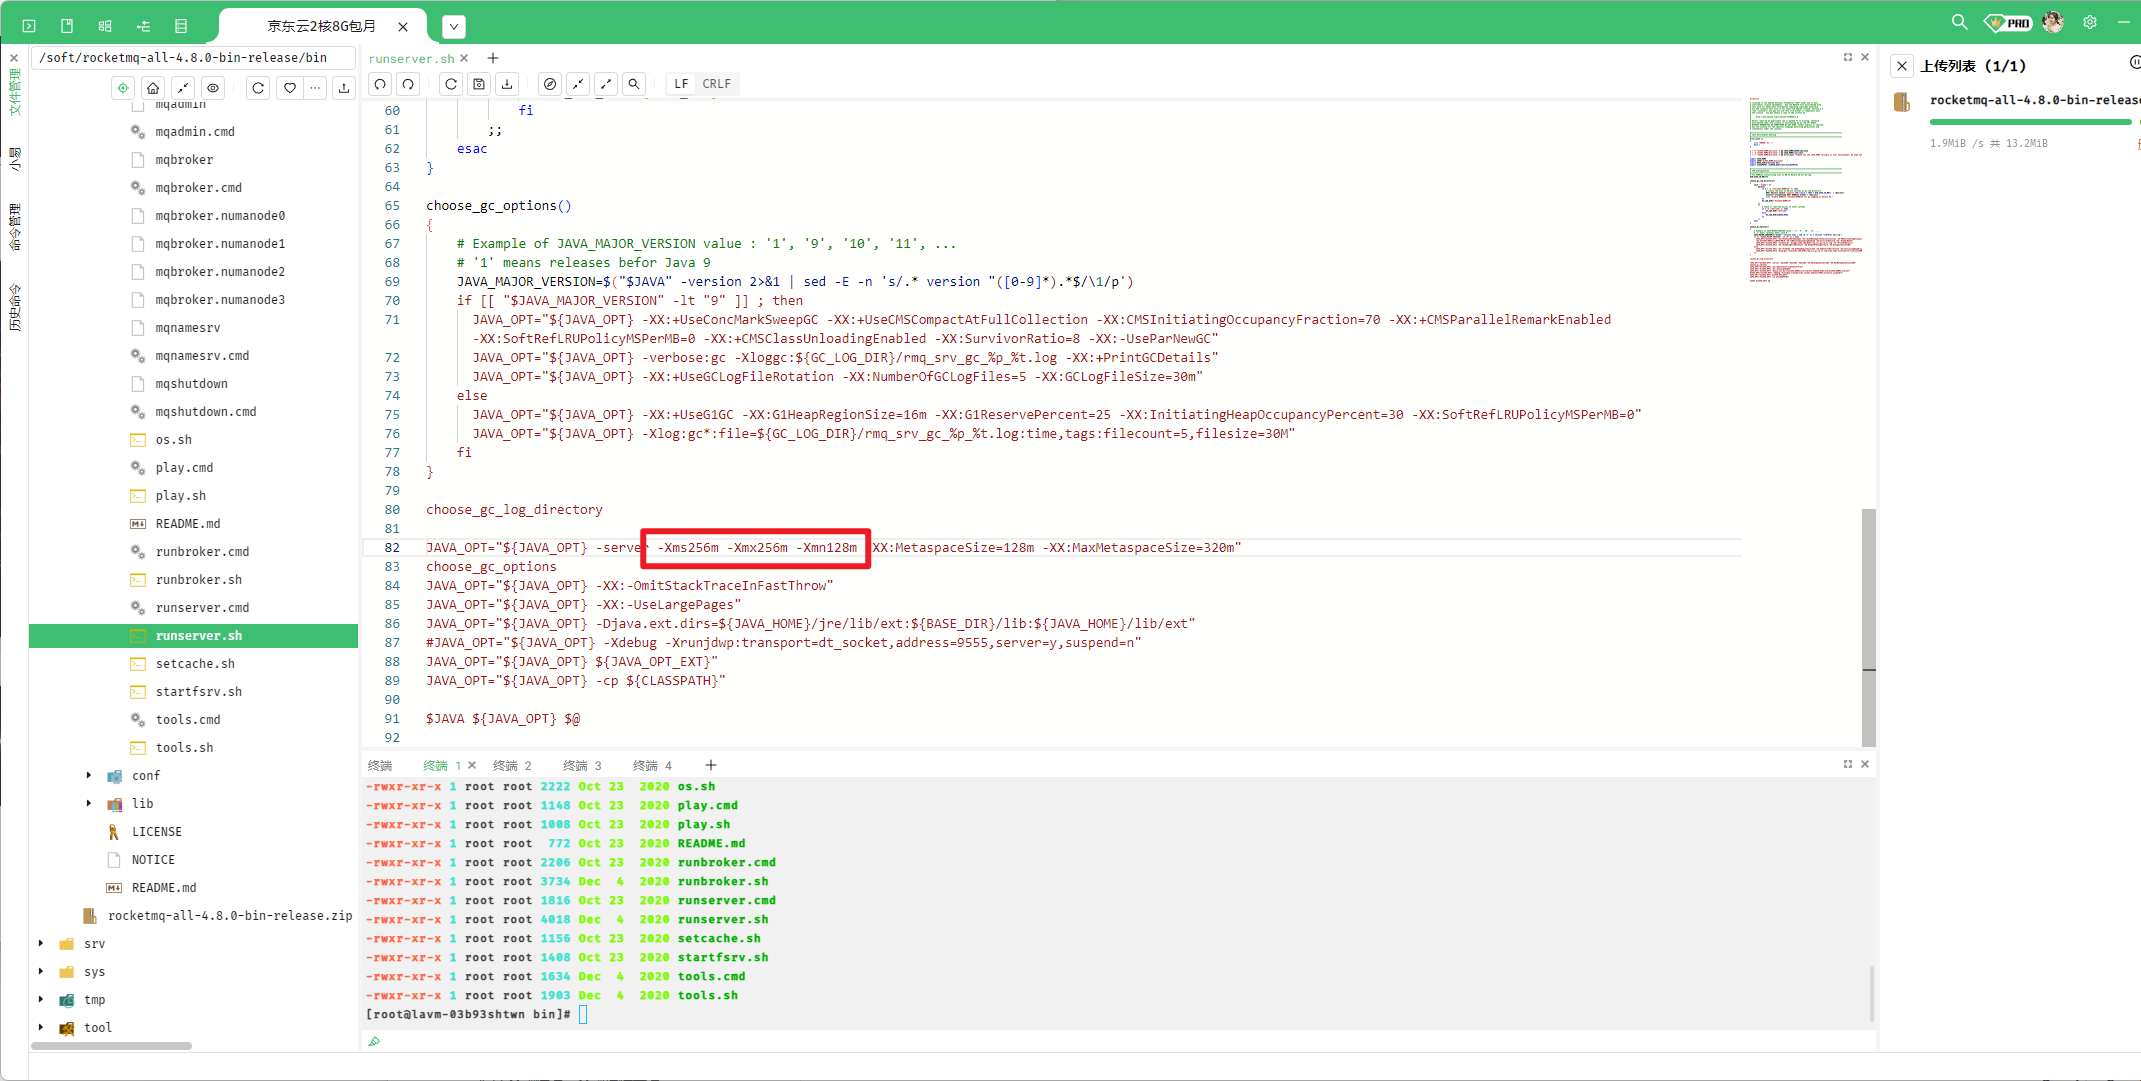 京东云2核8G包月
PRO
文件管理
小易
命令管理
历史命令
/soft/rocketmq-all-4.8.0-bin-release/bin
mqadmin
mqadmin.cmd
mqbroker
mqbroker.cmd
mqbroker.numanode0
mqbroker.numanode1
mqbroker.numanode2
mqbroker.numanode3
mqnamesrv
mqnamesrv.cmd
mqshutdown
mqshutdown.cmd
os.sh
play.cmd
play.sh
README.md
runbroker.cmd
runbroker.sh
runserver.cmd
runserver.sh
setcache.sh
startfsrv.sh
tools.cmd
tools.sh
conf
lib
LICENSE
NOTICE
README.md
rocketmq-all-4.8.0-bin-release.zip
srv
sys
tmp
tool
runserver.sh
LF CRLF
60 fi
61 ;;
62 esac
63 }
64
65 choose_gc_options()
66 {
67 # Example of JAVA_MAJOR_VERSION value : '1', '9', '10', '11', ...
68 # '1' means releases befor Java 9
69 JAVA_MAJOR_VERSION=$("$JAVA" -version 2>&1 | sed -E -n 's/.* version "([0-9]*).*$/\1/p')
70 if [[ "$JAVA_MAJOR_VERSION" -lt "9" ]] ; then
71 JAVA_OPT="${JAVA_OPT} -XX:+UseConcMarkSweepGC -XX:+UseCMSCompactAtFullCollection -XX:CMSInitiatingOccupancyFraction=70 -XX:+CMSParallelRemarkEnabled
-XX:SoftRefLRUPolicyMSPerMB=0 -XX:+CMSClassUnloadingEnabled -XX:SurvivorRatio=8 -XX:-UseParNewGC"
72 JAVA_OPT="${JAVA_OPT} -verbose:gc -Xloggc:${GC_LOG_DIR}/rmq_srv_gc_%p_%t.log -XX:+PrintGCDetails"
73 JAVA_OPT="${JAVA_OPT} -XX:+UseGCLogFileRotation -XX:NumberOfGCLogFiles=5 -XX:GCLogFileSize=30m"
74 else
75 JAVA_OPT="${JAVA_OPT} -XX:+UseG1GC -XX:G1HeapRegionSize=16m -XX:G1ReservePercent=25 -XX:InitiatingHeapOccupancyPercent=30 -XX:SoftRefLRUPolicyMSPerMB=0"
76 JAVA_OPT="${JAVA_OPT} -Xlog:gc*:file=${GC_LOG_DIR}/rmq_srv_gc_%p_%t.log:time,tags:filecount=5,filesize=30M"
77 fi
78 }
79
80 choose_gc_log_directory
81
82 JAVA_OPT="${JAVA_OPT} -server -Xms256m -Xmx256m -Xmn128m XX:MetaspaceSize=128m -XX:MaxMetaspaceSize=320m"
83 choose_gc_options
84 JAVA_OPT="${JAVA_OPT} -XX:-OmitStackTraceInFastThrow"
85 JAVA_OPT="${JAVA_OPT} -XX:-UseLargePages"
86 JAVA_OPT="${JAVA_OPT} -Djava.ext.dirs=${JAVA_HOME}/jre/lib/ext:${BASE_DIR}/lib:${JAVA_HOME}/lib/ext"
87 #JAVA_OPT="${JAVA_OPT} -Xdebug -Xrunjdwp:transport=dt_socket,address=9555,server=y,suspend=n"
88 JAVA_OPT="${JAVA_OPT} ${JAVA_OPT_EXT}"
89 JAVA_OPT="${JAVA_OPT} -cp ${CLASSPATH}"
90
91 $JAVA ${JAVA_OPT} $@
92
终端 终端 1 终端 2 终端 3 终端 4
-rwxr-xr-x 1 root root 2222 Oct 23 2020 os.sh
-rwxr-xr-x 1 root root 1148 Oct 23 2020 play.cmd
-rwxr-xr-x 1 root root 1008 Oct 23 2020 play.sh
-rwxr-xr-x 1 root root 772 Oct 23 2020 README.md
-rwxr-xr-x 1 root root 2206 Oct 23 2020 runbroker.cmd
-rwxr-xr-x 1 root root 3734 Dec 4 2020 runbroker.sh
-rwxr-xr-x 1 root root 1816 Oct 23 2020 runserver.cmd
-rwxr-xr-x 1 root root 4018 Dec 4 2020 runserver.sh
-rwxr-xr-x 1 root root 1156 Oct 23 2020 setcache.sh
-rwxr-xr-x 1 root root 1408 Oct 23 2020 startfsrv.sh
-rwxr-xr-x 1 root root 1634 Dec 4 2020 tools.cmd
-rwxr-xr-x 1 root root 1903 Dec 4 2020 tools.sh
[root@lavm-03b93shtwn bin]#
上传列表 (1/1)
rocketmq-all-4.8.0-bin-release
1.9MiB /s 共 13.2MiB